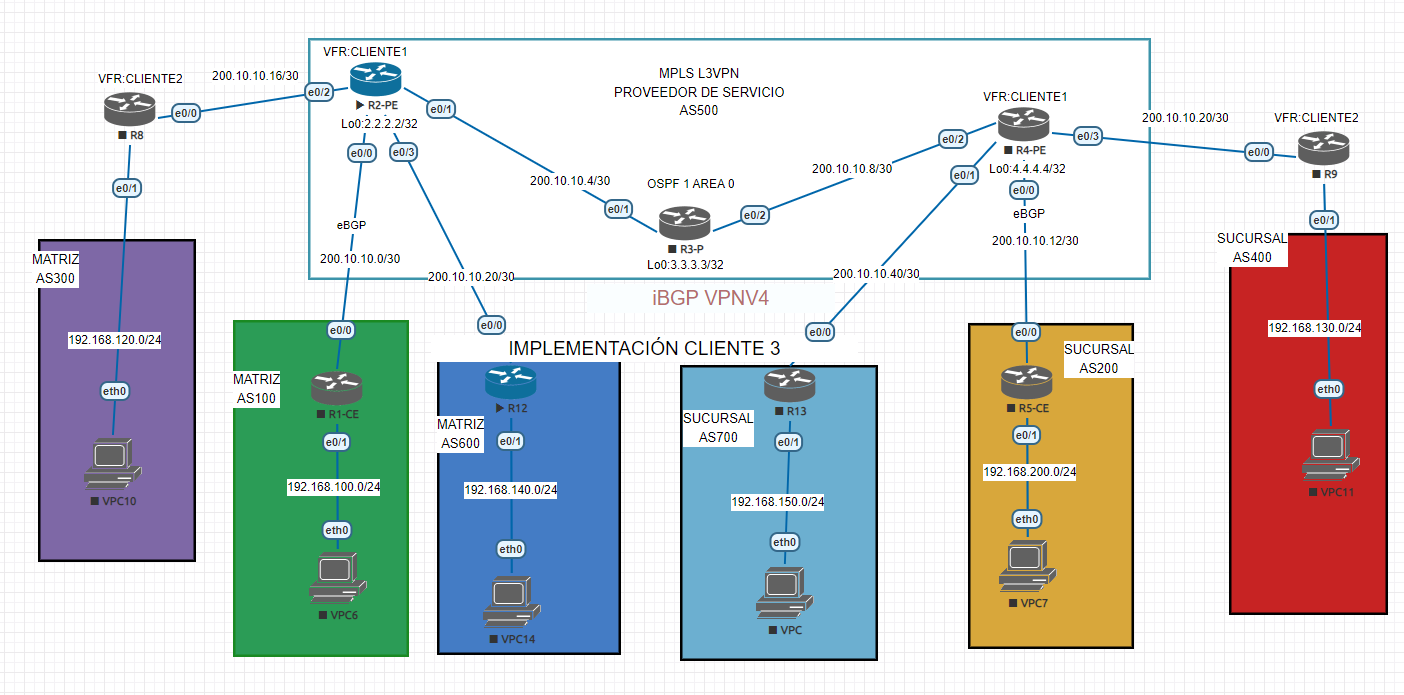 VFR:CLIENTE1
MPLS L3VPN
PROVEEDOR DE SERVICIO
AS500
VFR:CLIENTE2
200.10.10.16/30
e0/2
e0/0
R8
R2-PE
Lo0:2.2.2.2/32
e0/1
e0/0
e0/3
VFR:CLIENTE1
e0/2
R4-PE
Lo0:4.4.4.4/32
e0/3
e0/1
e0/0
200.10.10.20/30
VFR:CLIENTE2
e0/0
R9
e0/1
e0/1
200.10.10.4/30
OSPF 1 AREA 0
200.10.10.8/30
e0/1
e0/2
R3-P
Lo0:3.3.3.3/32
eBGP
200.10.10.0/30
200.10.10.20/30
200.10.10.40/30
eBGP
200.10.10.12/30
iBGP VPNV4
IMPLEMENTACIÓN CLIENTE 3
MATRIZ
AS300
192.168.120.0/24
eth0
VPC10
e0/0
MATRIZ
AS100
R1-CE
e0/1
192.168.100.0/24
eth0
VPC6
e0/0
R12
MATRIZ
AS600
e0/1
192.168.140.0/24
eth0
VPC14
e0/0
R13
SUCURSAL
AS700
e0/1
192.168.150.0/24
eth0
VPC
e0/0
SUCURSAL
AS200
R5-CE
e0/1
192.168.200.0/24
eth0
VPC7
SUCURSAL
AS400
192.168.130.0/24
eth0
VPC11